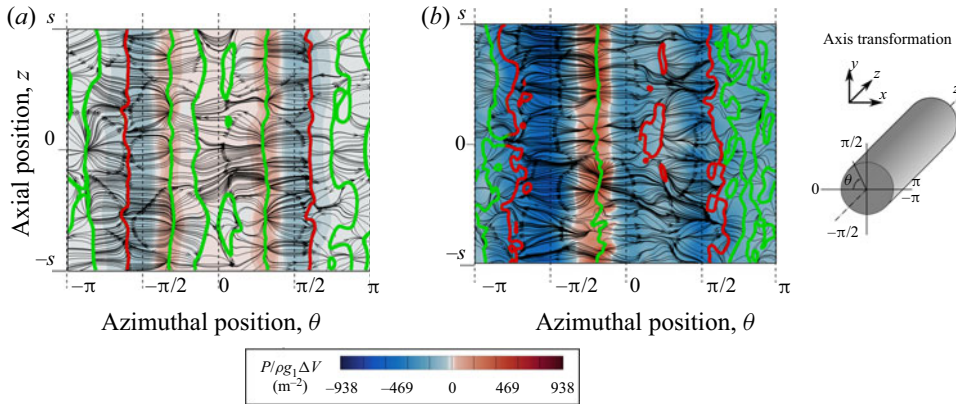 (a)
s
0
–s
Axial position, z
–π –π/2 0 π/2 π
Azimuthal position, θ
(b)
s
0
–s
–π –π/2 0 π/2 π
Azimuthal position, θ
Axis transformation
y
z
x
z
π/2
θ
0
π
–π
–π/2
P/ρg₁ΔV
(m⁻²)
–938 –469 0 469 938